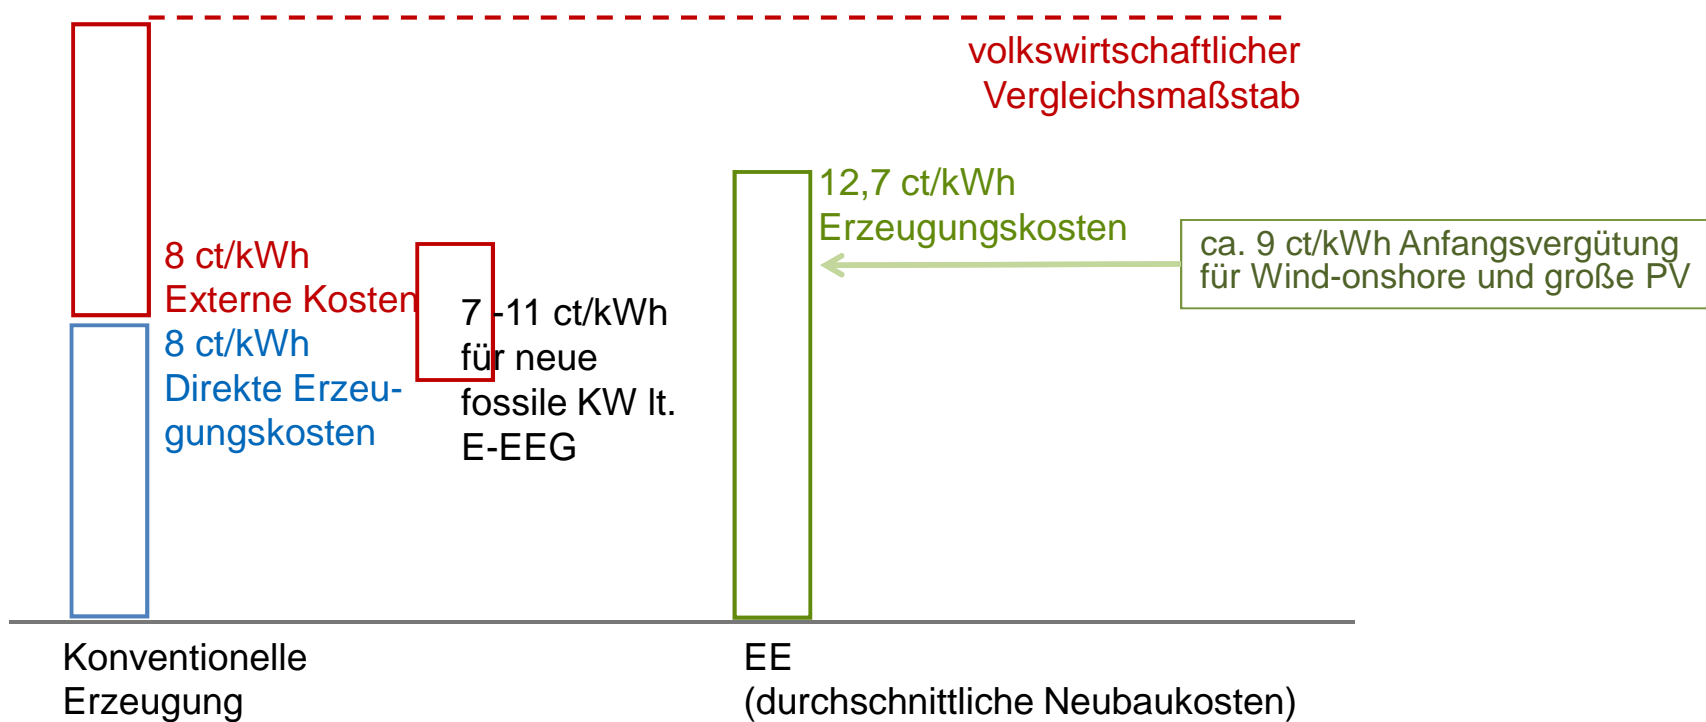 volkswirtschaftlicher
Vergleichsmaßstab
8 ct/kWh
Externe Kosten
8 ct/kWh
Direkte Erzeu-
gungskosten
7 -11 ct/kWh
für neue
fossile KW lt.
E-EEG
12,7 ct/kWh
Erzeugungskosten
ca. 9 ct/kWh Anfangsvergütung
für Wind-onshore und große PV
Konventionelle
Erzeugung
EE
(durchschnittliche Neubaukosten)